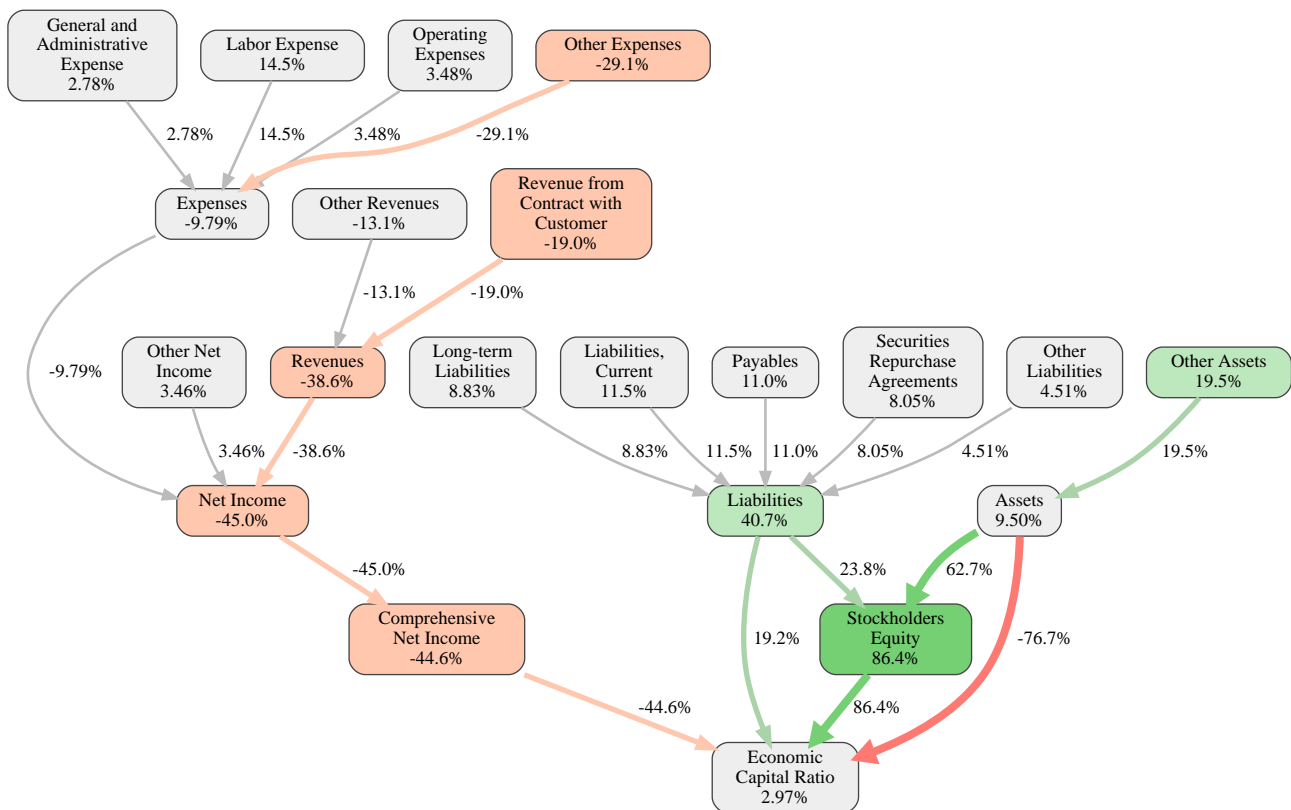 General and
Administrative
Expense
2.78%
Labor Expense
14.5%
Operating
Expenses
3.48%
Other Expenses
-29.1%
2.78%
14.5%
3.48%
-29.1%
Expenses
-9.79%
Other Revenues
-13.1%
Revenue from
Contract with
Customer
-19.0%
-13.1%
-19.0%
-9.79%
Other Net
Income
3.46%
Revenues
-38.6%
Long-term
Liabilities
8.83%
Liabilities,
Current
11.5%
Payables
11.0%
Securities
Repurchase
Agreements
8.05%
Other
Liabilities
4.51%
Other Assets
19.5%
3.46%
-38.6%
8.83%
11.5%
11.0%
8.05%
4.51%
19.5%
Net Income
-45.0%
Liabilities
40.7%
Assets
9.50%
-45.0%
23.8%
62.7%
Comprehensive
Net Income
-44.6%
19.2%
Stockholders
Equity
86.4%
-76.7%
-44.6%
86.4%
Economic
Capital Ratio
2.97%